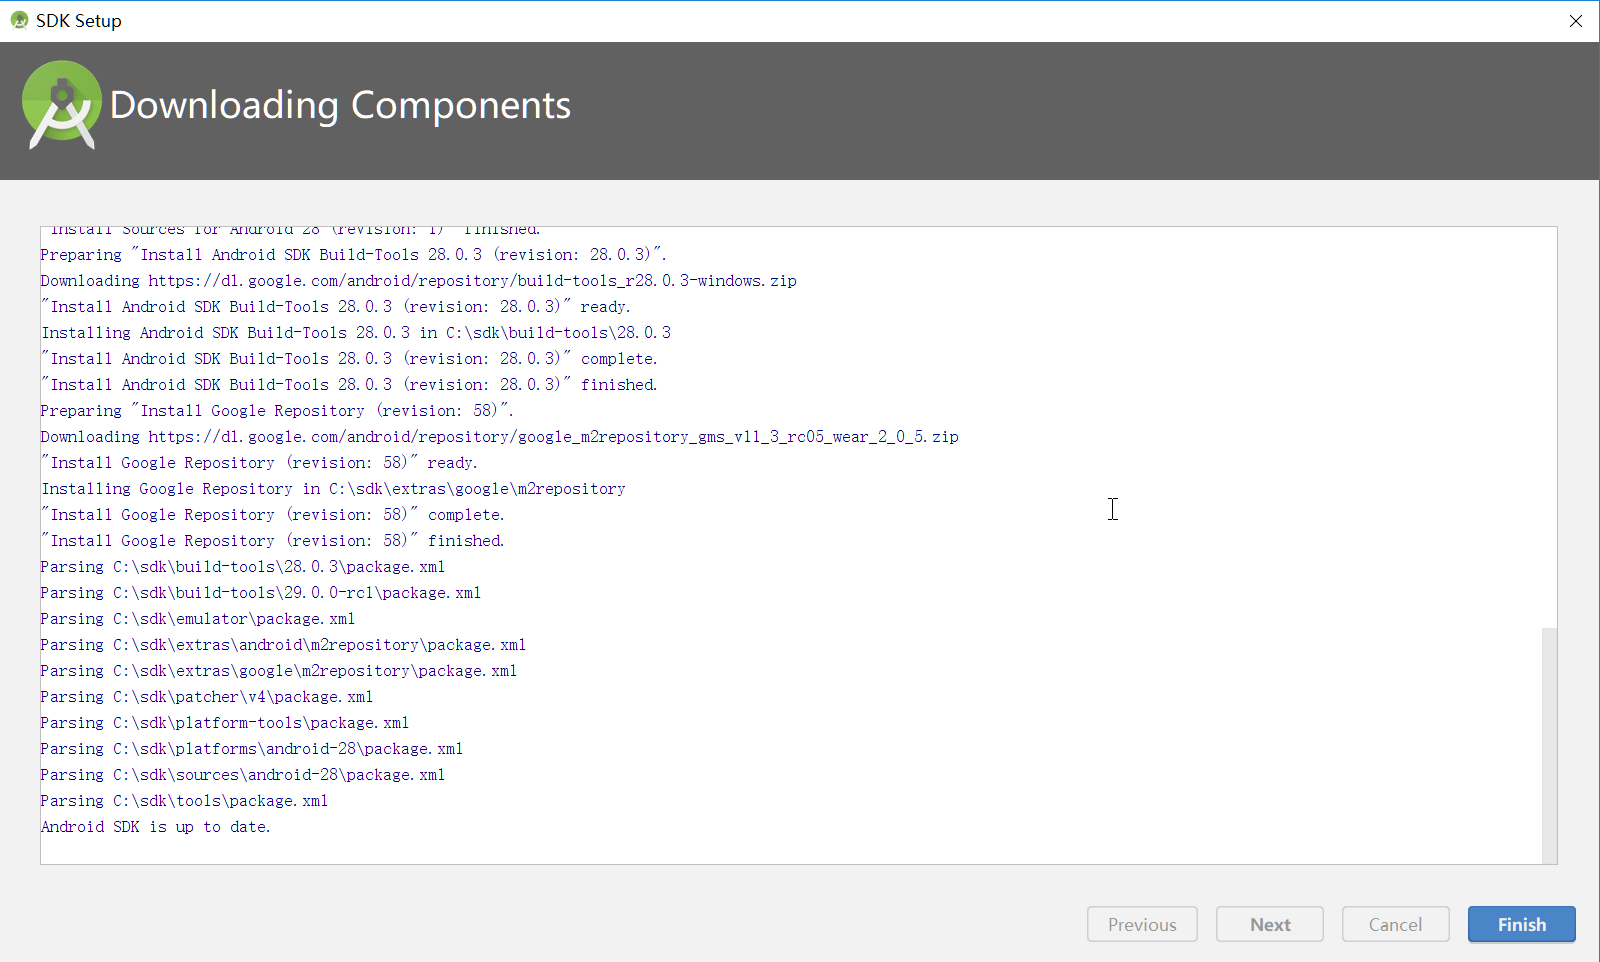 SDK Setup
Downloading Components
"Install Sources for Android 28 (revision: 1)" finished.
Preparing "Install Android SDK Build-Tools 28.0.3 (revision: 28.0.3)".
Downloading https://dl.google.com/android/repository/build-tools_r28.0.3-windows.zip
"Install Android SDK Build-Tools 28.0.3 (revision: 28.0.3)" ready.
Installing Android SDK Build-Tools 28.0.3 in C:\sdk\build-tools\28.0.3
"Install Android SDK Build-Tools 28.0.3 (revision: 28.0.3)" complete.
"Install Android SDK Build-Tools 28.0.3 (revision: 28.0.3)" finished.
Preparing "Install Google Repository (revision: 58)".
Downloading https://dl.google.com/android/repository/google_m2repository_gms_v11_3_rc05_wear_2_0_5.zip
"Install Google Repository (revision: 58)" ready.
Installing Google Repository in C:\sdk\extras\google\m2repository
"Install Google Repository (revision: 58)" complete.
"Install Google Repository (revision: 58)" finished.
Parsing C:\sdk\build-tools\28.0.3\package.xml
Parsing C:\sdk\build-tools\29.0.0-rc1\package.xml
Parsing C:\sdk\emulator\package.xml
Parsing C:\sdk\extras\android\m2repository\package.xml
Parsing C:\sdk\extras\google\m2repository\package.xml
Parsing C:\sdk\patcher\v4\package.xml
Parsing C:\sdk\platform-tools\package.xml
Parsing C:\sdk\platforms\android-28\package.xml
Parsing C:\sdk\sources\android-28\package.xml
Parsing C:\sdk\tools\package.xml
Android SDK is up to date.
Previous Next Cancel Finish